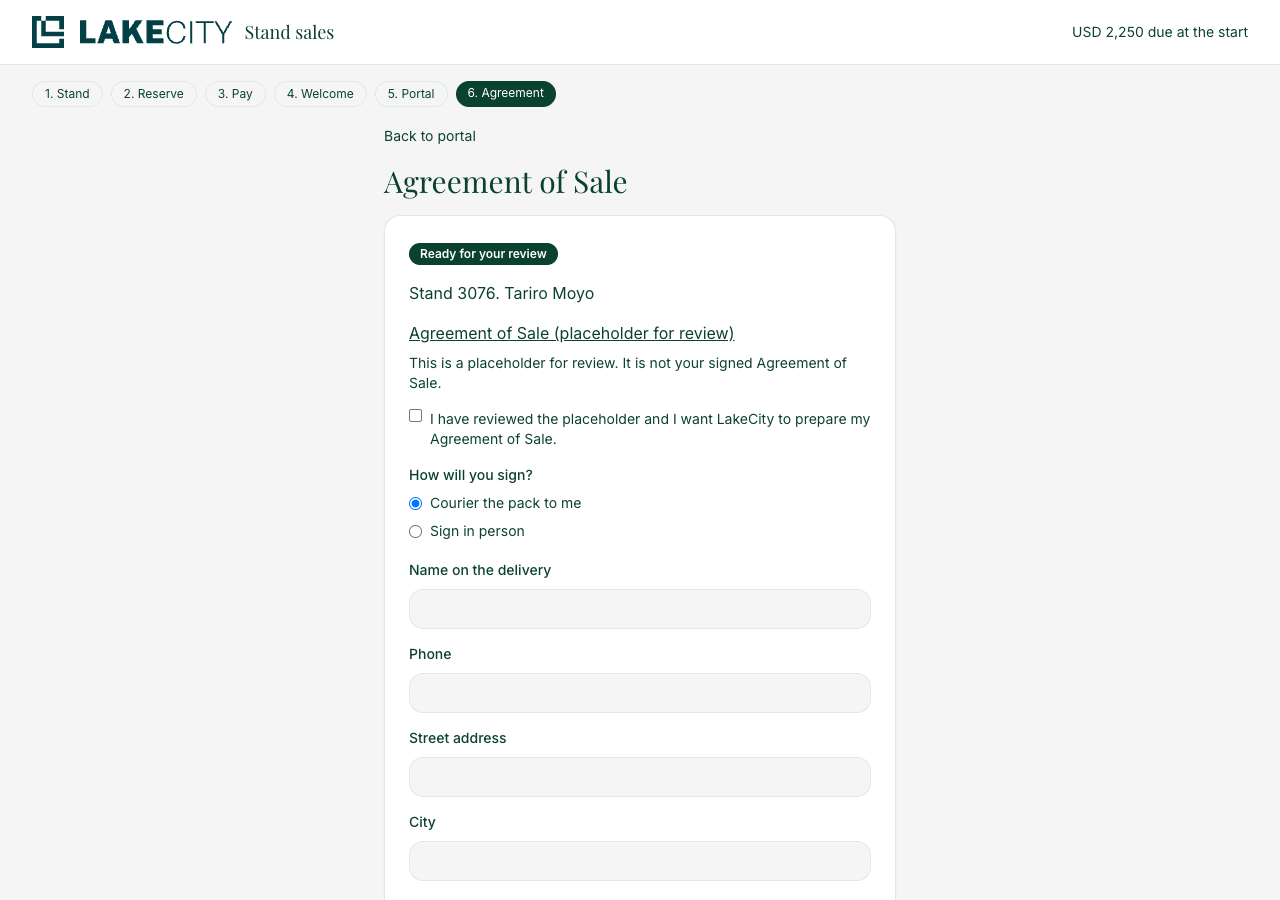 LAKECITY Stand sales
USD 2,250 due at the start
1. Stand
2. Reserve
3. Pay
4. Welcome
5. Portal
6. Agreement
Back to portal
Agreement of Sale
Ready for your review
Stand 3076. Tariro Moyo
Agreement of Sale (placeholder for review)
This is a placeholder for review. It is not your signed Agreement of
Sale.
I have reviewed the placeholder and I want LakeCity to prepare my
Agreement of Sale.
How will you sign?
Courier the pack to me
Sign in person
Name on the delivery
Phone
Street address
City